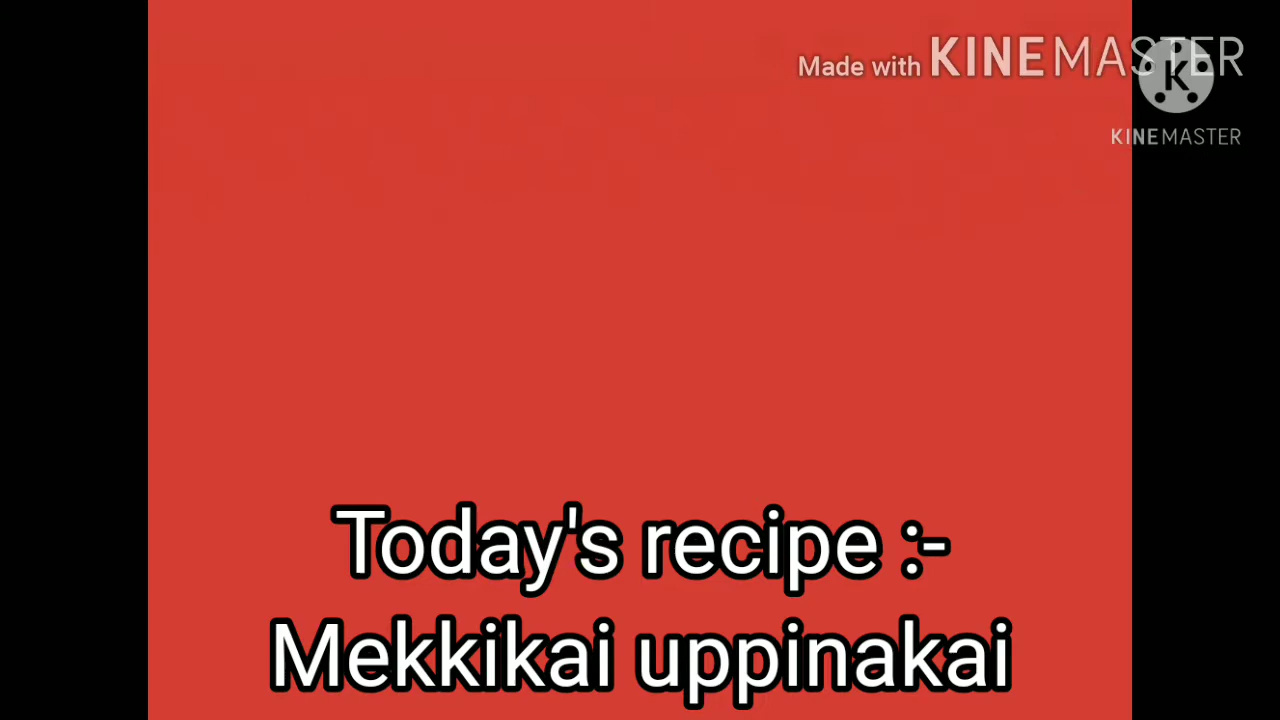 Made with KINEMASTER
K
KINEMASTER
Today's recipe :-
Mekkikai uppinakai